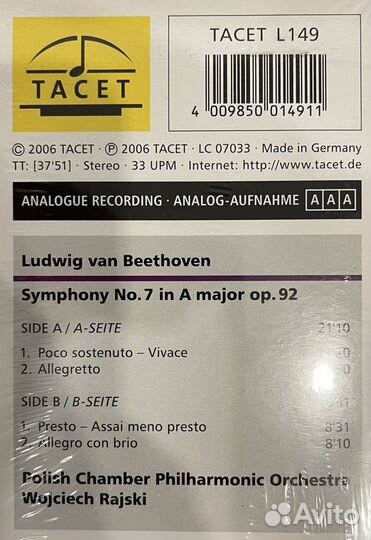 TACET
TACET L149
4 009850 014911
© 2006 TACET · ℗ 2006 TACET · LC 07033 · Made in Germany
TT: [37'51] · Stereo · 33 UPM · Internet: http://www.tacet.de
ANALOGUE RECORDING · ANALOG-AUFNAHME A A A
Ludwig van Beethoven
Symphony No. 7 in A major op. 92
SIDE A / A-SEITE 21'10
1. Poco sostenuto – Vivace
2. Allegretto
SIDE B / B-SEITE
1. Presto – Assai meno presto 8'31
2. Allegro con brio 8'10
Polish Chamber Philharmonic Orchestra
Wojciech Rajski
Avito